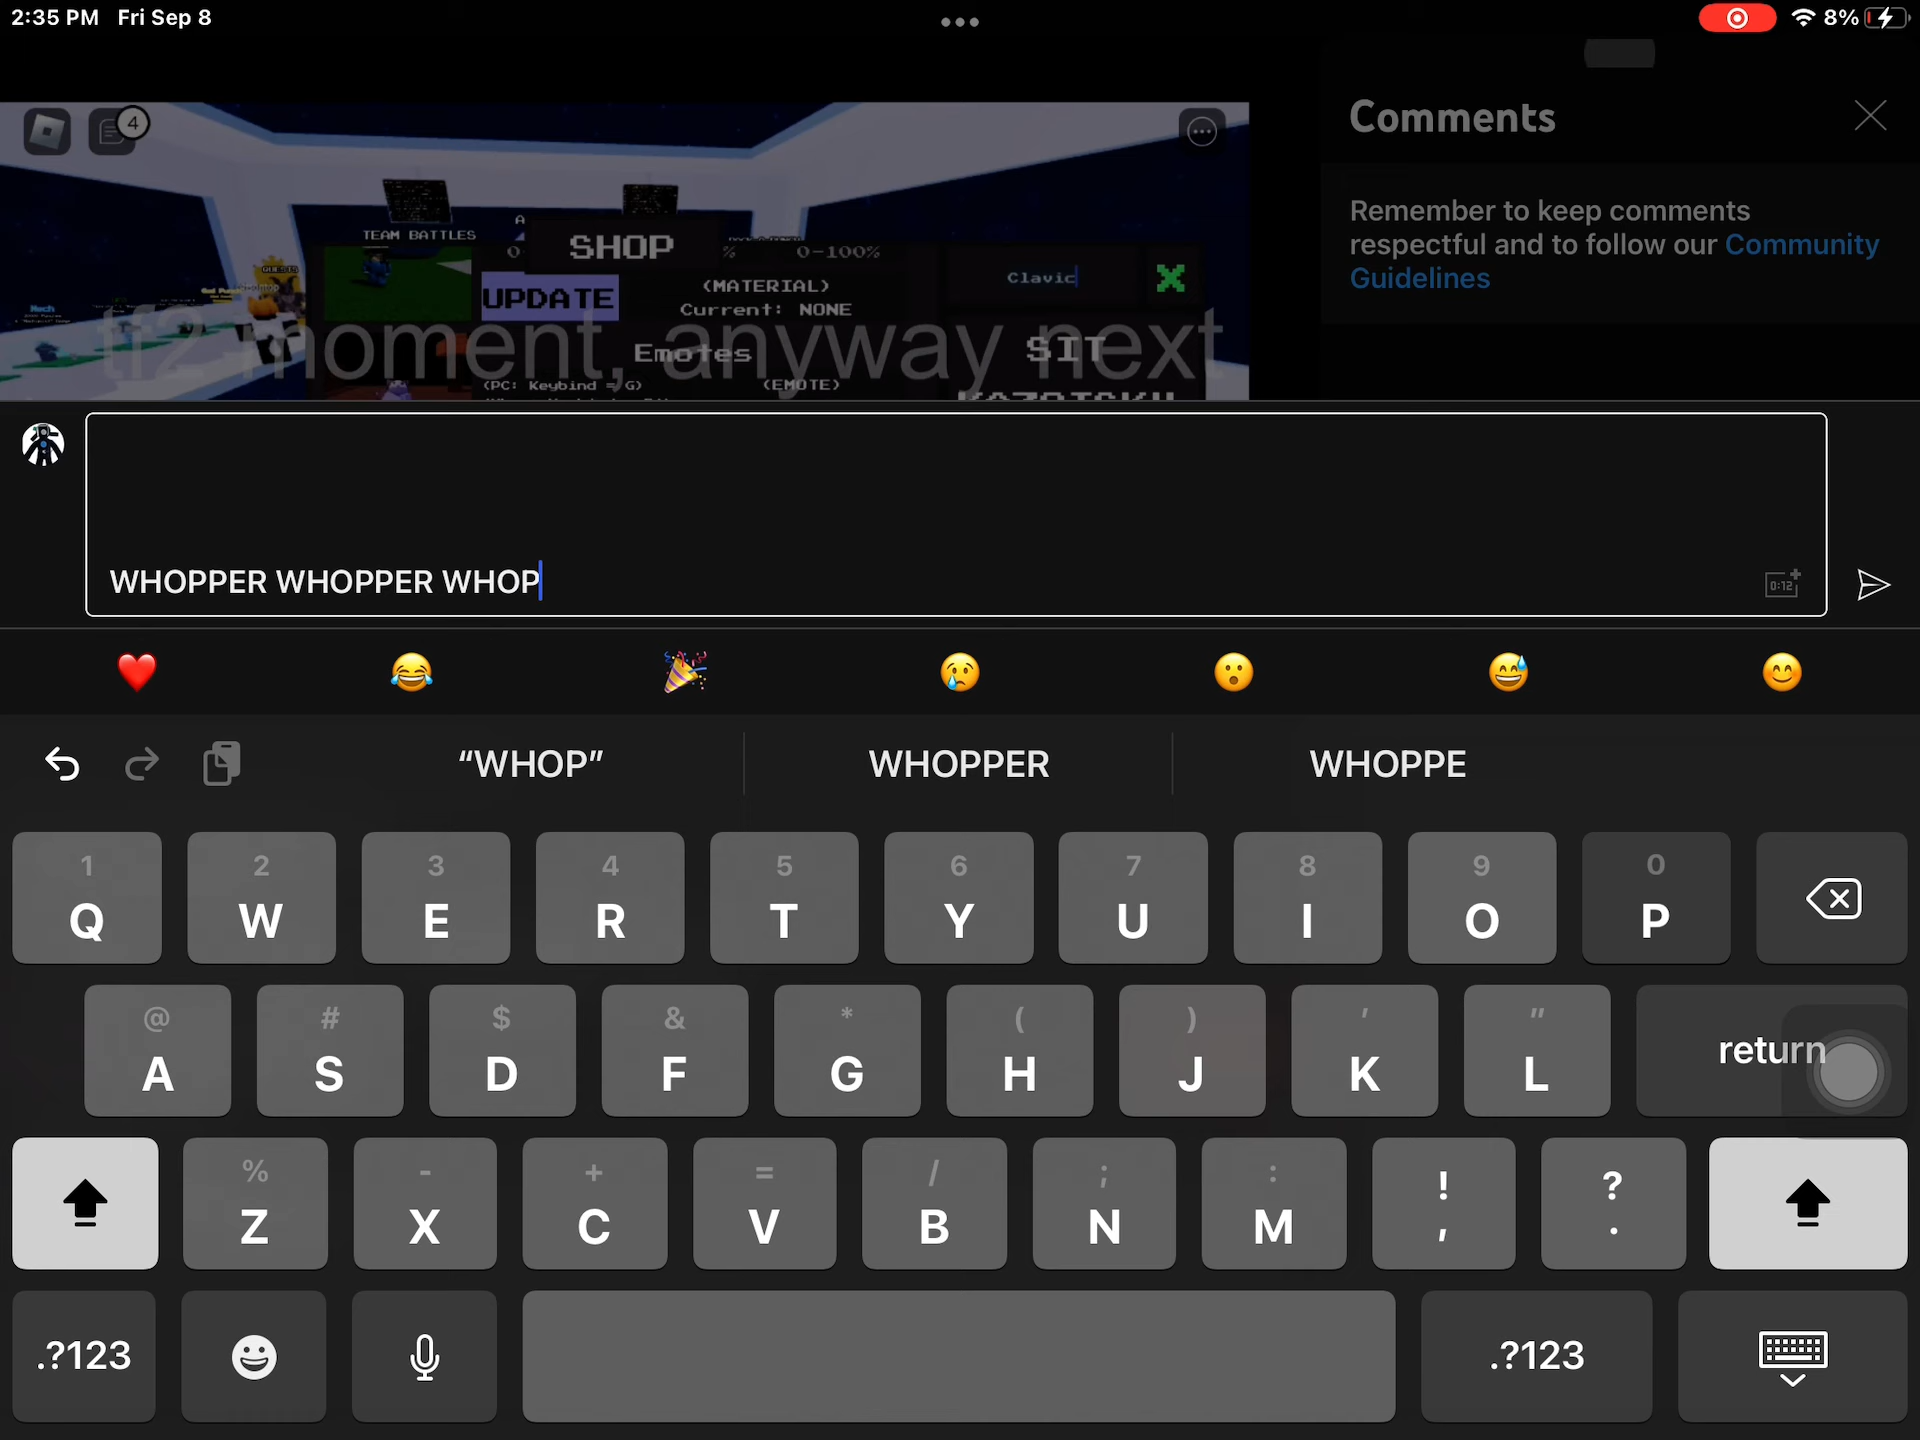 2:35 PM Fri Sep 8
8%
4
Comments
Remember to keep comments
respectful and to follow our Community
Guidelines
TEAM BATTLES
SHOP
% 0-100%
UPDATE
(MATERIAL)
Current: NONE
Clavic
tf2 moment, anyway next
Emotes
SIT
(PC: Keybind = G)
(EMOTE)
KAZOTSKY
WHOPPER WHOPPER WHOP
0:12
“WHOP” WHOPPER WHOPPE
1 2 3 4 5 6 7 8 9 0
Q W E R T Y U I O P
@ # $ & * ( ) ' "
A S D F G H J K L return
% - + = / ; : ! ?
Z X C V B N M , .
.?123 .?123